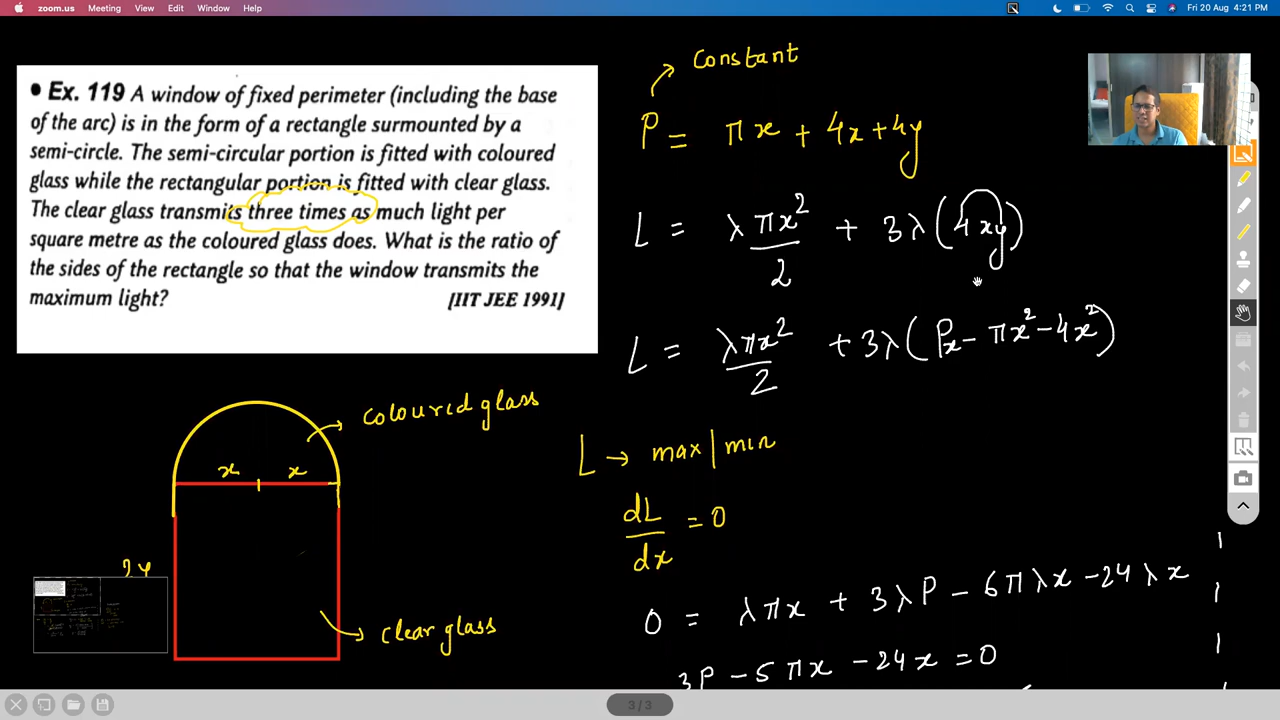 zoom.us Meeting View Edit Window Help Fri 20 Aug 4:21 PM
• Ex. 119 A window of fixed perimeter (including the base
of the arc) is in the form of a rectangle surmounted by a
semi-circle. The semi-circular portion is fitted with coloured
glass while the rectangular portion is fitted with clear glass.
The clear glass transmits three times as much light per
square metre as the coloured glass does. What is the ratio of
the sides of the rectangle so that the window transmits the
maximum light? [IIT JEE 1991]
coloured glass
x x
2y
clear glass
constant
P = πx + 4x + 4y
L = λπx²/2 + 3λ(4xy)
L = λπx²/2 + 3λ(Px - πx² - 4x²)
L → max/min
dL/dx = 0
0 = λπx + 3λP - 6πλx - 24λx
3P - 5πx - 24x = 0
3/3